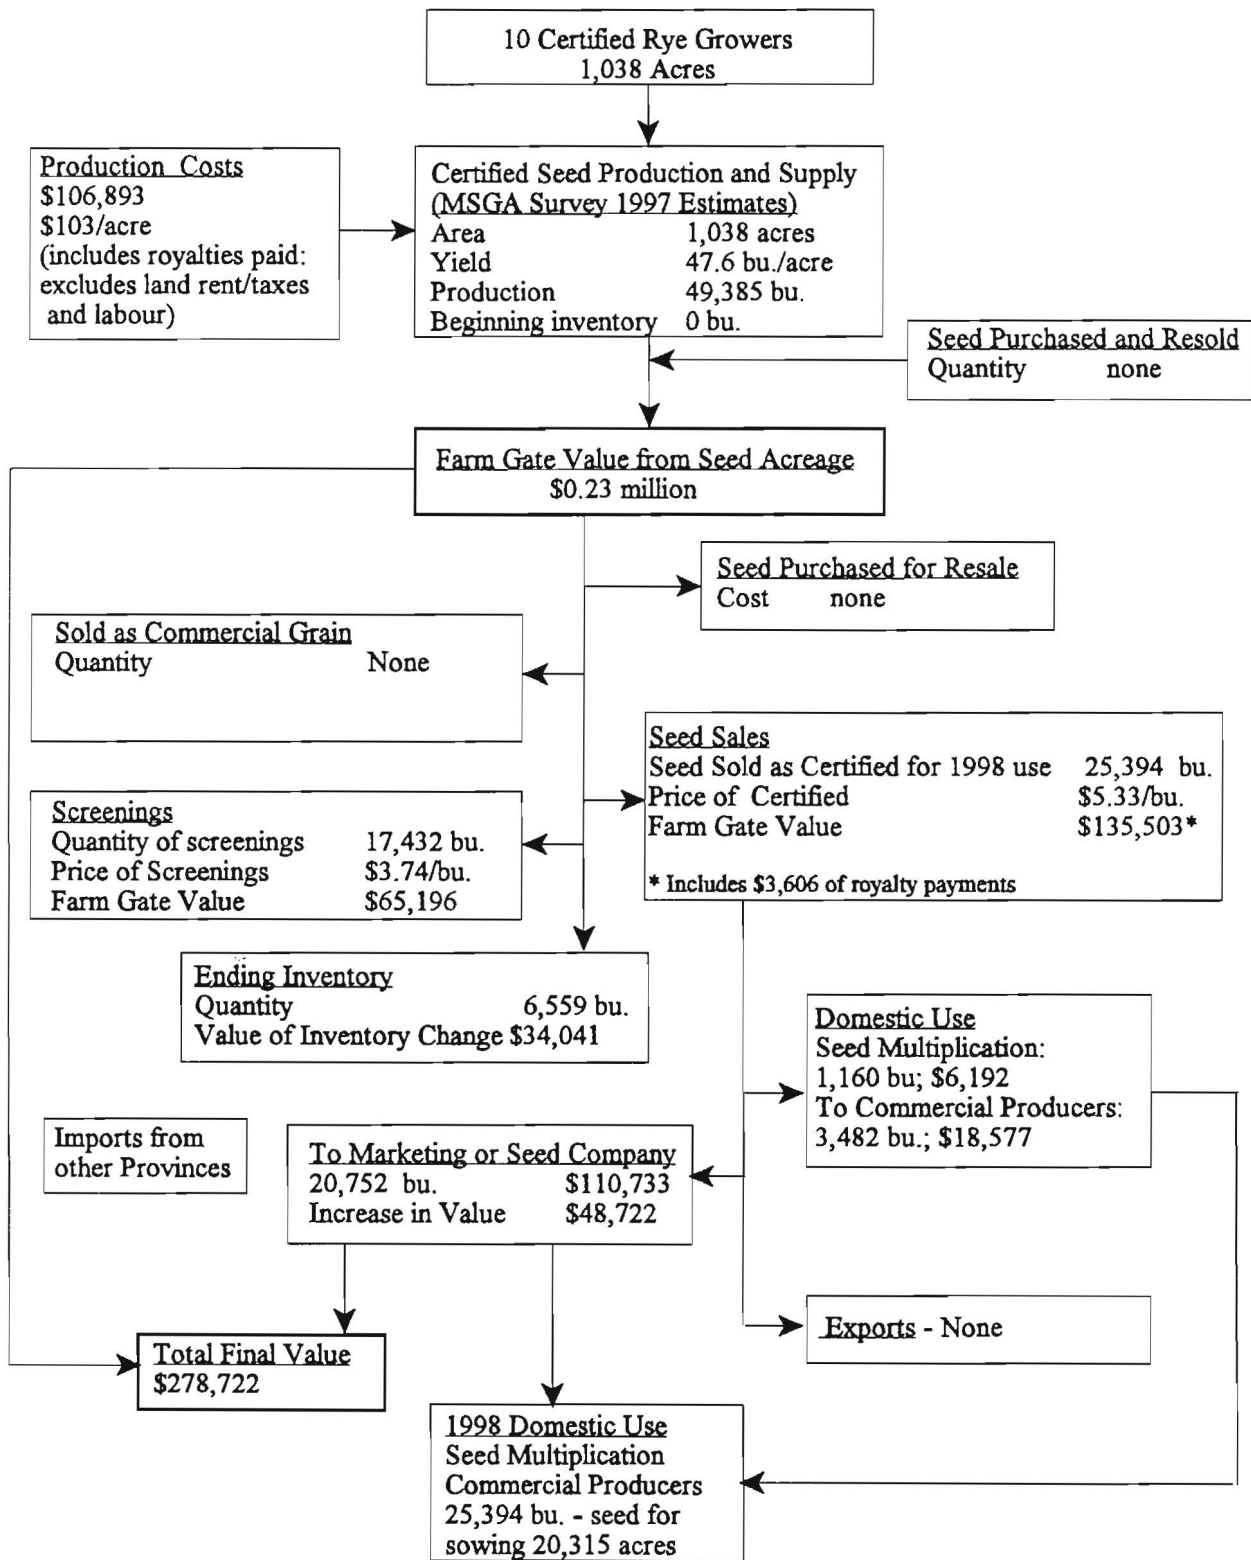 10 Certified Rye Growers
1,038 Acres
Production Costs
$106,893
$103/acre
(includes royalties paid:
excludes land rent/taxes
and labour)
Certified Seed Production and Supply
(MSGA Survey 1997 Estimates)
Area 1,038 acres
Yield 47.6 bu./acre
Production 49,385 bu.
Beginning inventory 0 bu.
Seed Purchased and Resold
Quantity none
Farm Gate Value from Seed Acreage
$0.23 million
Seed Purchased for Resale
Cost none
Sold as Commercial Grain
Quantity None
Seed Sales
Seed Sold as Certified for 1998 use 25,394 bu.
Price of Certified $5.33/bu.
Farm Gate Value $135,503*
* Includes $3,606 of royalty payments
Screenings
Quantity of screenings 17,432 bu.
Price of Screenings $3.74/bu.
Farm Gate Value $65,196
Ending Inventory
Quantity 6,559 bu.
Value of Inventory Change $34,041
Domestic Use
Seed Multiplication:
1,160 bu; $6,192
To Commercial Producers:
3,482 bu.; $18,577
Imports from
other Provinces
To Marketing or Seed Company
20,752 bu. $110,733
Increase in Value $48,722
Exports - None
Total Final Value
$278,722
1998 Domestic Use
Seed Multiplication
Commercial Producers
25,394 bu. - seed for
sowing 20,315 acres